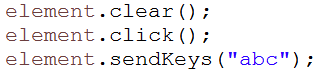 element.clear();
element.click();
element.sendKeys("abc");